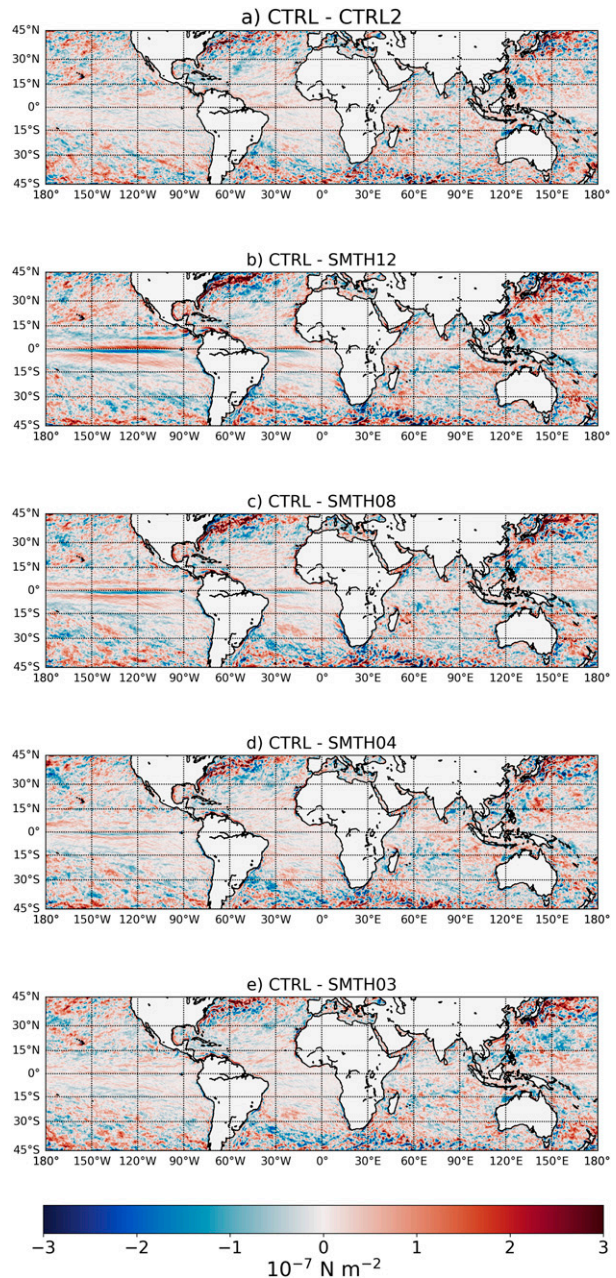 a) CTRL - CTRL2
45°N
30°N
15°N
0°
15°S
30°S
45°S
180° 150°W 120°W 90°W 60°W 30°W 0° 30°E 60°E 90°E 120°E 150°E 180°
b) CTRL - SMTH12
45°N
30°N
15°N
0°
15°S
30°S
45°S
180° 150°W 120°W 90°W 60°W 30°W 0° 30°E 60°E 90°E 120°E 150°E 180°
c) CTRL - SMTH08
45°N
30°N
15°N
0°
15°S
30°S
45°S
180° 150°W 120°W 90°W 60°W 30°W 0° 30°E 60°E 90°E 120°E 150°E 180°
d) CTRL - SMTH04
45°N
30°N
15°N
0°
15°S
30°S
45°S
180° 150°W 120°W 90°W 60°W 30°W 0° 30°E 60°E 90°E 120°E 150°E 180°
e) CTRL - SMTH03
45°N
30°N
15°N
0°
15°S
30°S
45°S
180° 150°W 120°W 90°W 60°W 30°W 0° 30°E 60°E 90°E 120°E 150°E 180°
−3 −2 −1 0 1 2 3
10⁻⁷ N m⁻²